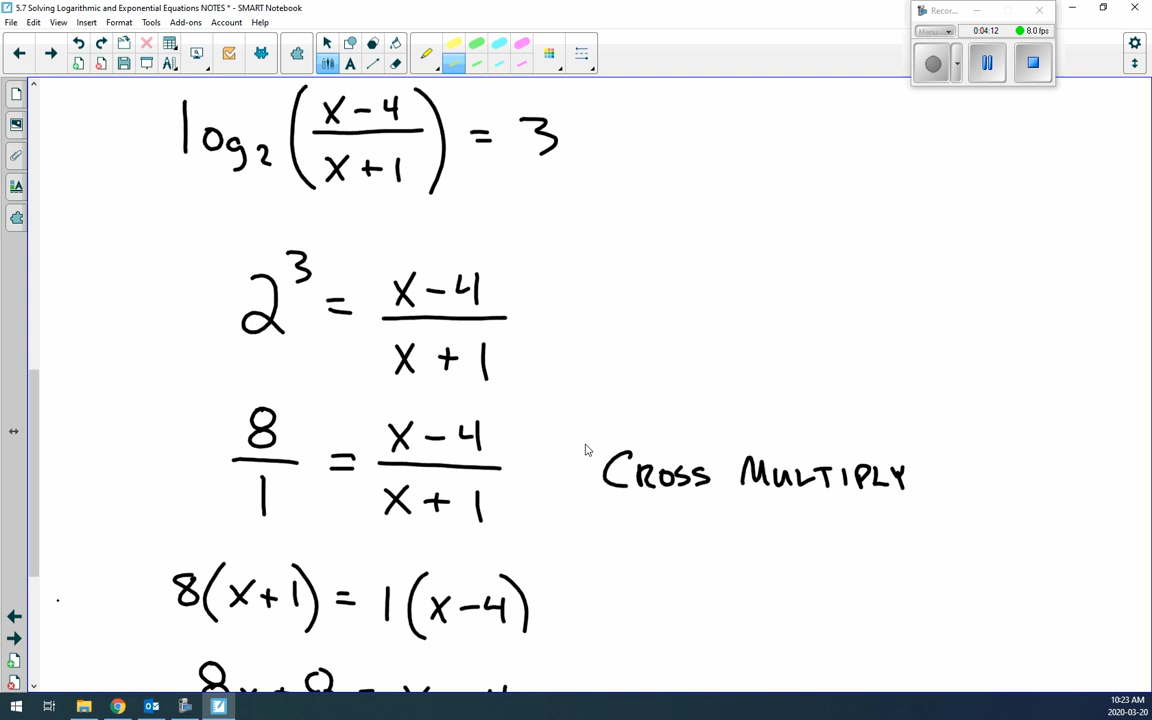 5.7 Solving Logarithmic and Exponential Equations NOTES * - SMART Notebook
File Edit View Insert Format Tools Add-ons Account Help
Recor...
Menu 0:04:12 8.0 fps
log₂ ((x-4)/(x+1)) = 3
2³ = (x-4)/(x+1)
8/1 = (x-4)/(x+1) CROSS MULTIPLY
8(x+1) = 1(x-4)
10:23 AM
2020-03-20